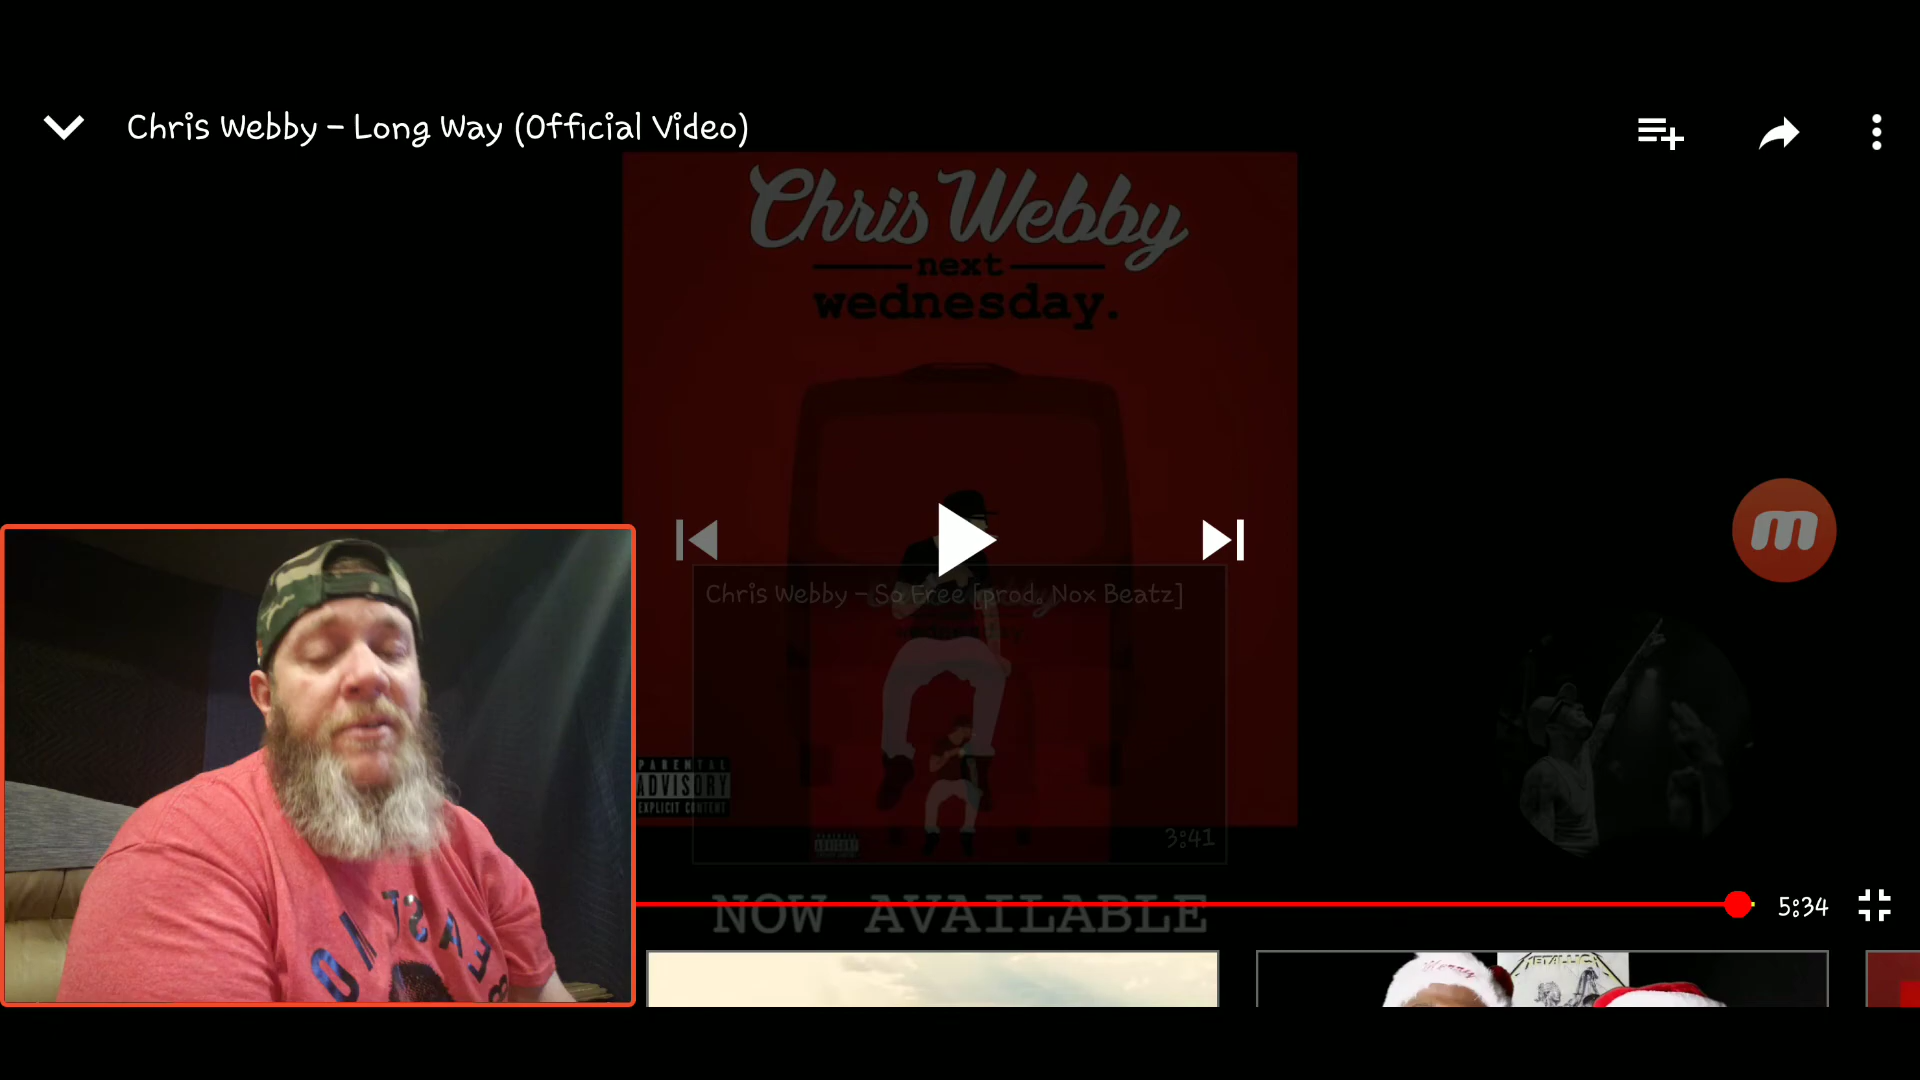 Chris Webby – Long Way (Official Video)
Chris Webby
next
wednesday.
Chris Webby – So Free [prod. Nox Beatz]
PARENTAL
ADVISORY
EXPLICIT CONTENT
3:41
5:34
NOW AVAILABLE
METALLICA